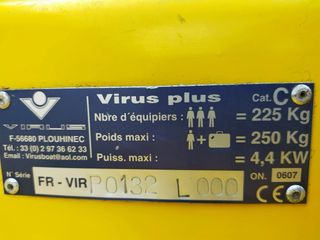 VIRUS
F-56680 PLOUHINEC
Tél. : 33 (0) 2 97 36 62 33
Email : Virusboat@aol.com
Virus plus Cat. C
Nbre d'équipiers : = 225 Kg
Poids maxi : + = 250 Kg
Puiss. maxi : = 4,4 KW
N° Série FR - VIR P0132 L 000 ON. 0607 CE